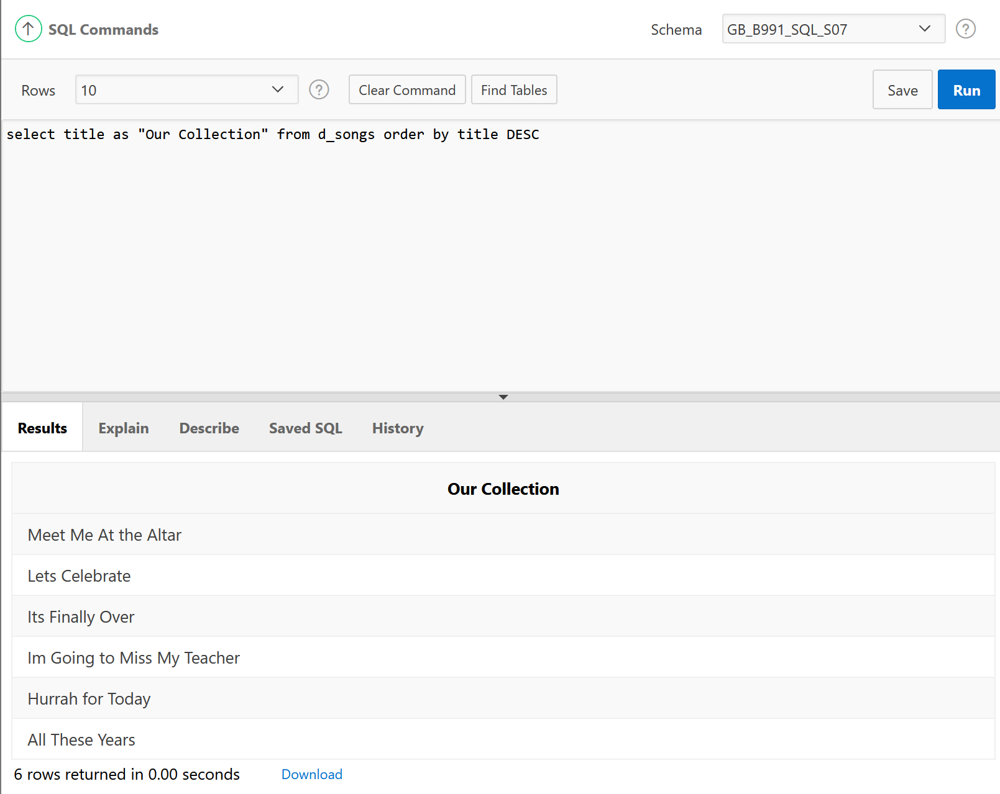 SQL Commands
Schema GB_B991_SQL_S07 ?
Rows 10 ? Clear Command Find Tables Save Run
select title as "Our Collection" from d_songs order by title DESC
Results Explain Describe Saved SQL History
Our Collection
Meet Me At the Altar
Lets Celebrate
Its Finally Over
Im Going to Miss My Teacher
Hurrah for Today
All These Years
6 rows returned in 0.00 seconds Download